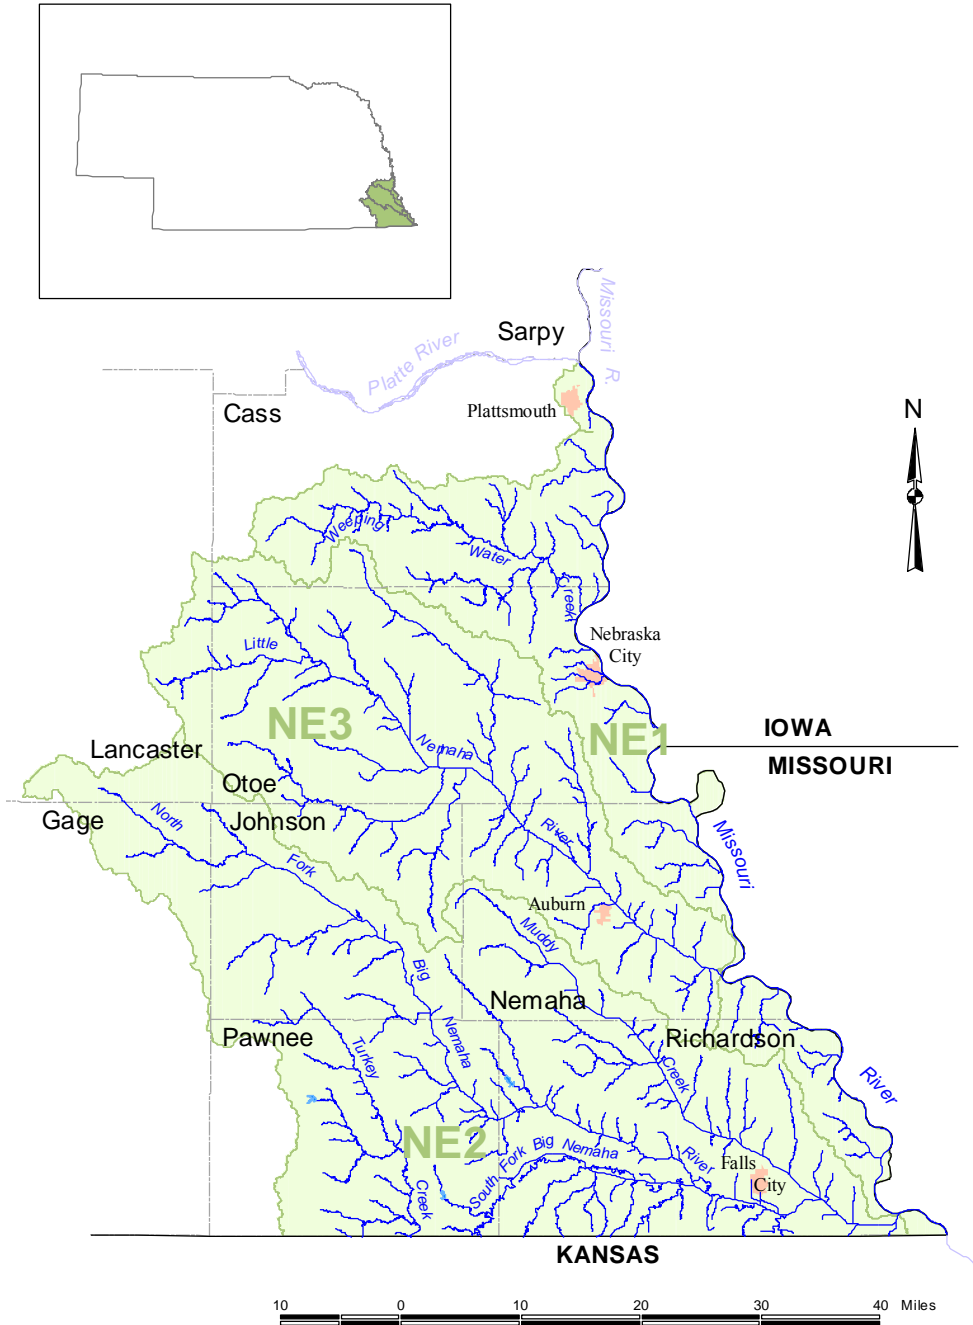 Missouri R.
Sarpy
Platte River
Cass
Plattsmouth
N
Weeping
Water
Creek
Nebraska
City
Little
NE3
NE1
IOWA
MISSOURI
Nemaha
Lancaster
Otoe
Gage
Johnson
North
Fork
River
Missouri
Auburn
Muddy
Big
Nemaha
Pawnee
Richardson
Turkey
Nemaha
Creek
River
NE2
South Fork Big Nemaha
River
Falls
City
Creek
KANSAS
10 0 10 20 30 40 Miles